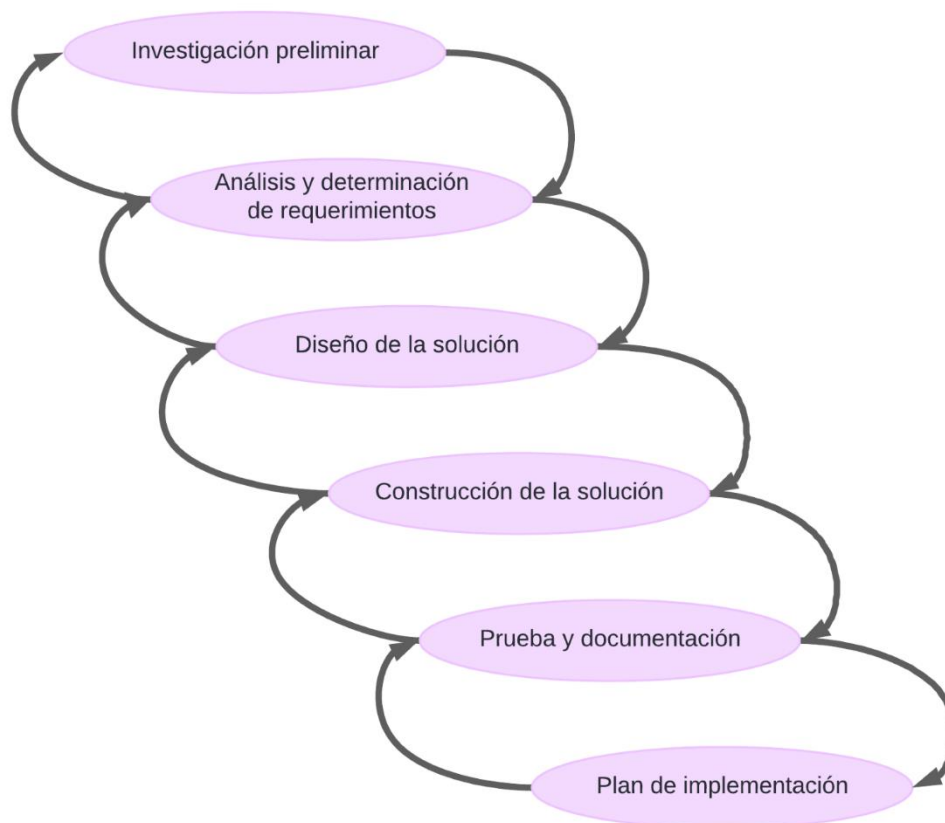 Investigación preliminar
Análisis y determinación
de requerimientos
Diseño de la solución
Construcción de la solución
Prueba y documentación
Plan de implementación